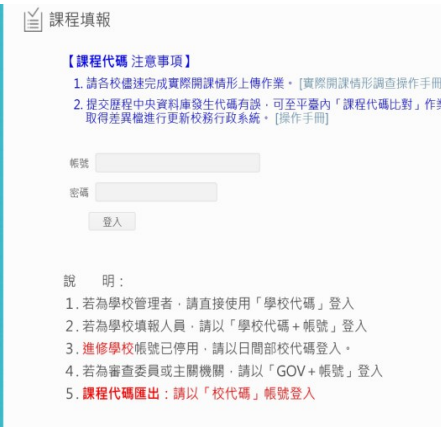 課程填報
【課程代碼 注意事項】
1. 請各校儘速完成實際開課情形上傳作業。 [實際開課情形調查操作手冊
2. 提交歷程中央資料庫發生代碼有誤，可至平臺內「課程代碼比對」作業
取得差異檔進行更新校務行政系統。 [操作手冊]
帳號
密碼
登入
說　　明：
1. 若為學校管理者，請直接使用「學校代碼」登入
2. 若為學校填報人員，請以「學校代碼+帳號」登入
3. 進修學校帳號已停用，請以日間部校代碼登入。
4. 若為審查委員或主關機關，請以「GOV+帳號」登入
5. 課程代碼匯出：請以「校代碼」帳號登入